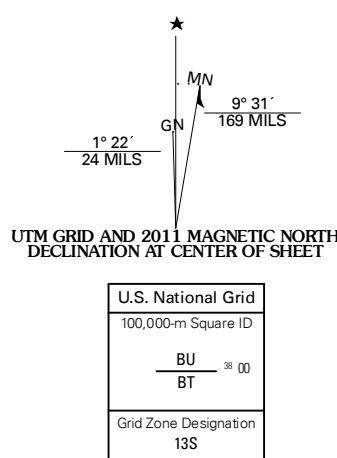 ★
MN
GN
9° 31´
169 MILS
1° 22´
24 MILS
UTM GRID AND 2011 MAGNETIC NORTH
DECLINATION AT CENTER OF SHEET
U.S. National Grid
100,000-m Square ID
BU
38 00
BT
Grid Zone Designation
13S